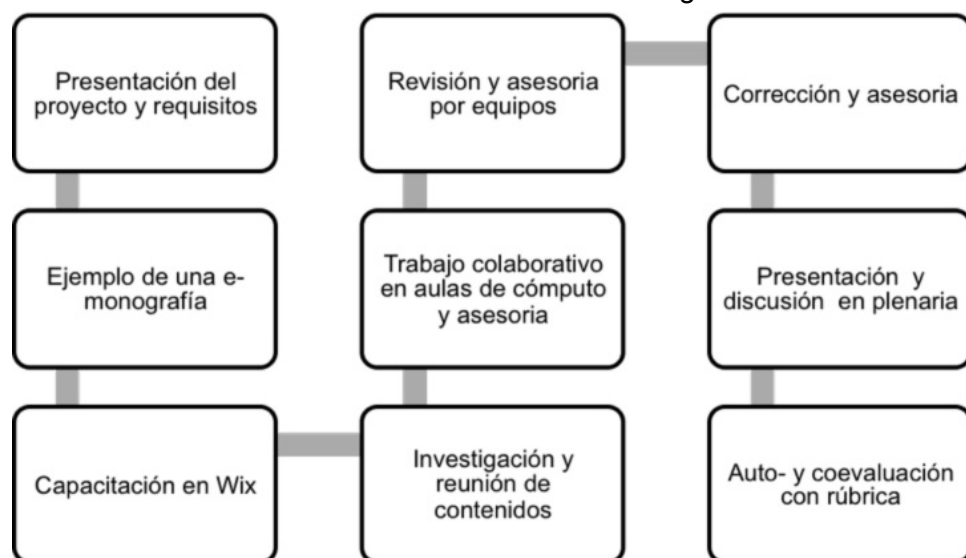 Presentación del
proyecto y requisitos
Ejemplo de una e-
monografía
Capacitación en Wix
Investigación y
reunión de
contenidos
Trabajo colaborativo
en aulas de cómputo
y asesoria
Revisión y asesoria
por equipos
Corrección y asesoria
Presentación y
discusión en plenaria
Auto- y coevaluación
con rúbrica